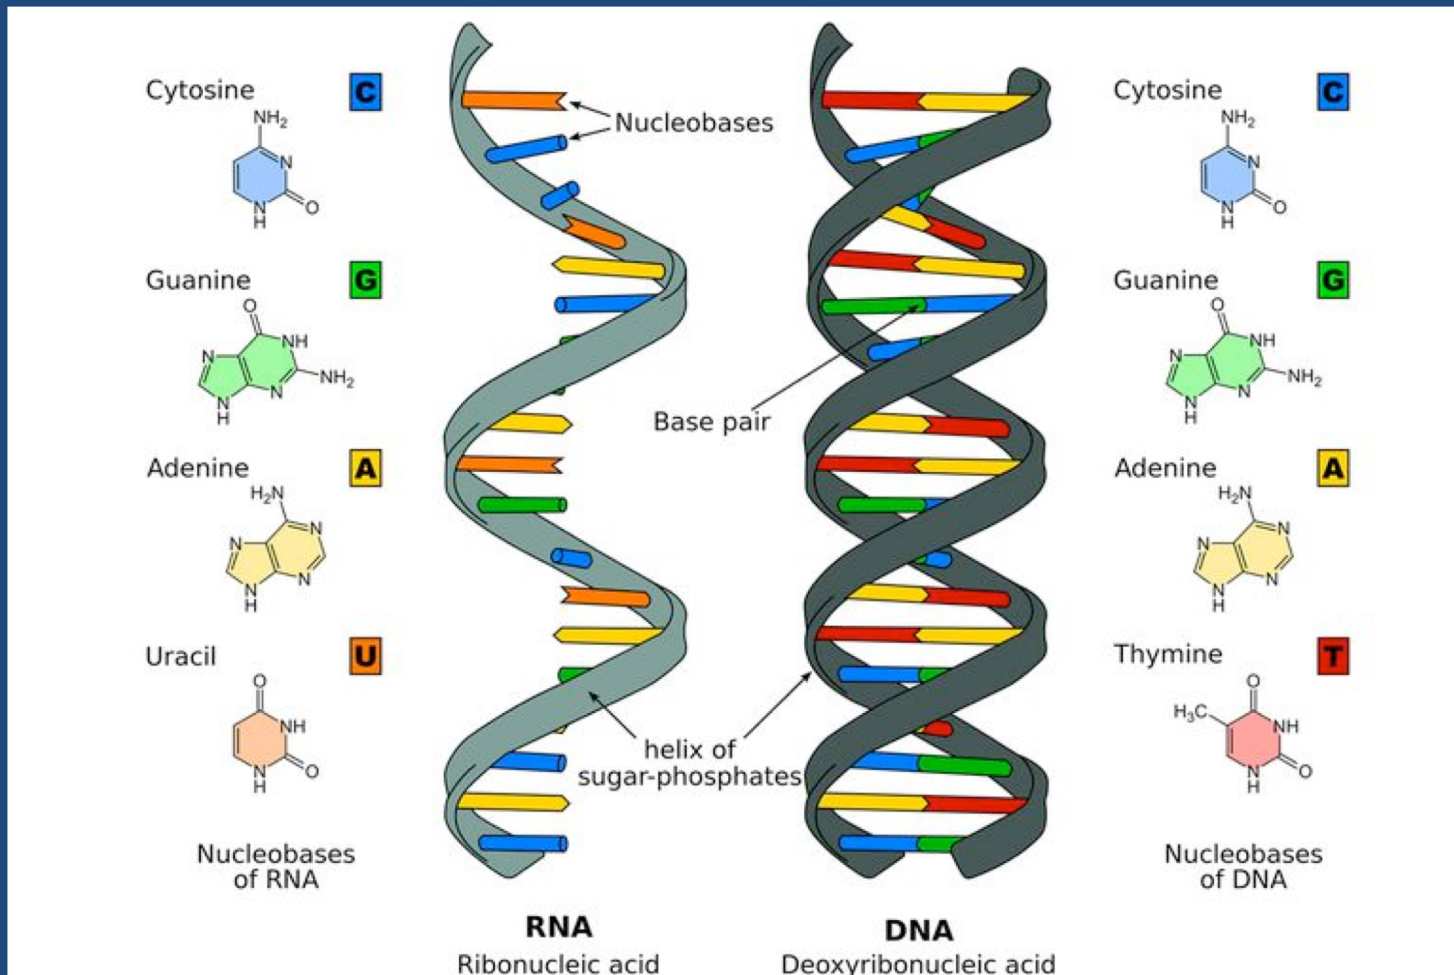 Cytosine
C
NH2
N
N
H
O
Guanine
G
O
N
NH
N
H
N
NH2
Adenine
A
H2N
N
N
N
H
N
Uracil
U
O
NH
N
H
O
Nucleobases
of RNA
Nucleobases
Base pair
helix of
sugar-phosphates
RNA
Ribonucleic acid
DNA
Deoxyribonucleic acid
Cytosine
C
NH2
N
N
H
O
Guanine
G
O
N
NH
N
H
N
NH2
Adenine
A
H2N
N
N
N
H
N
Thymine
T
O
H3C
NH
N
H
O
Nucleobases
of DNA